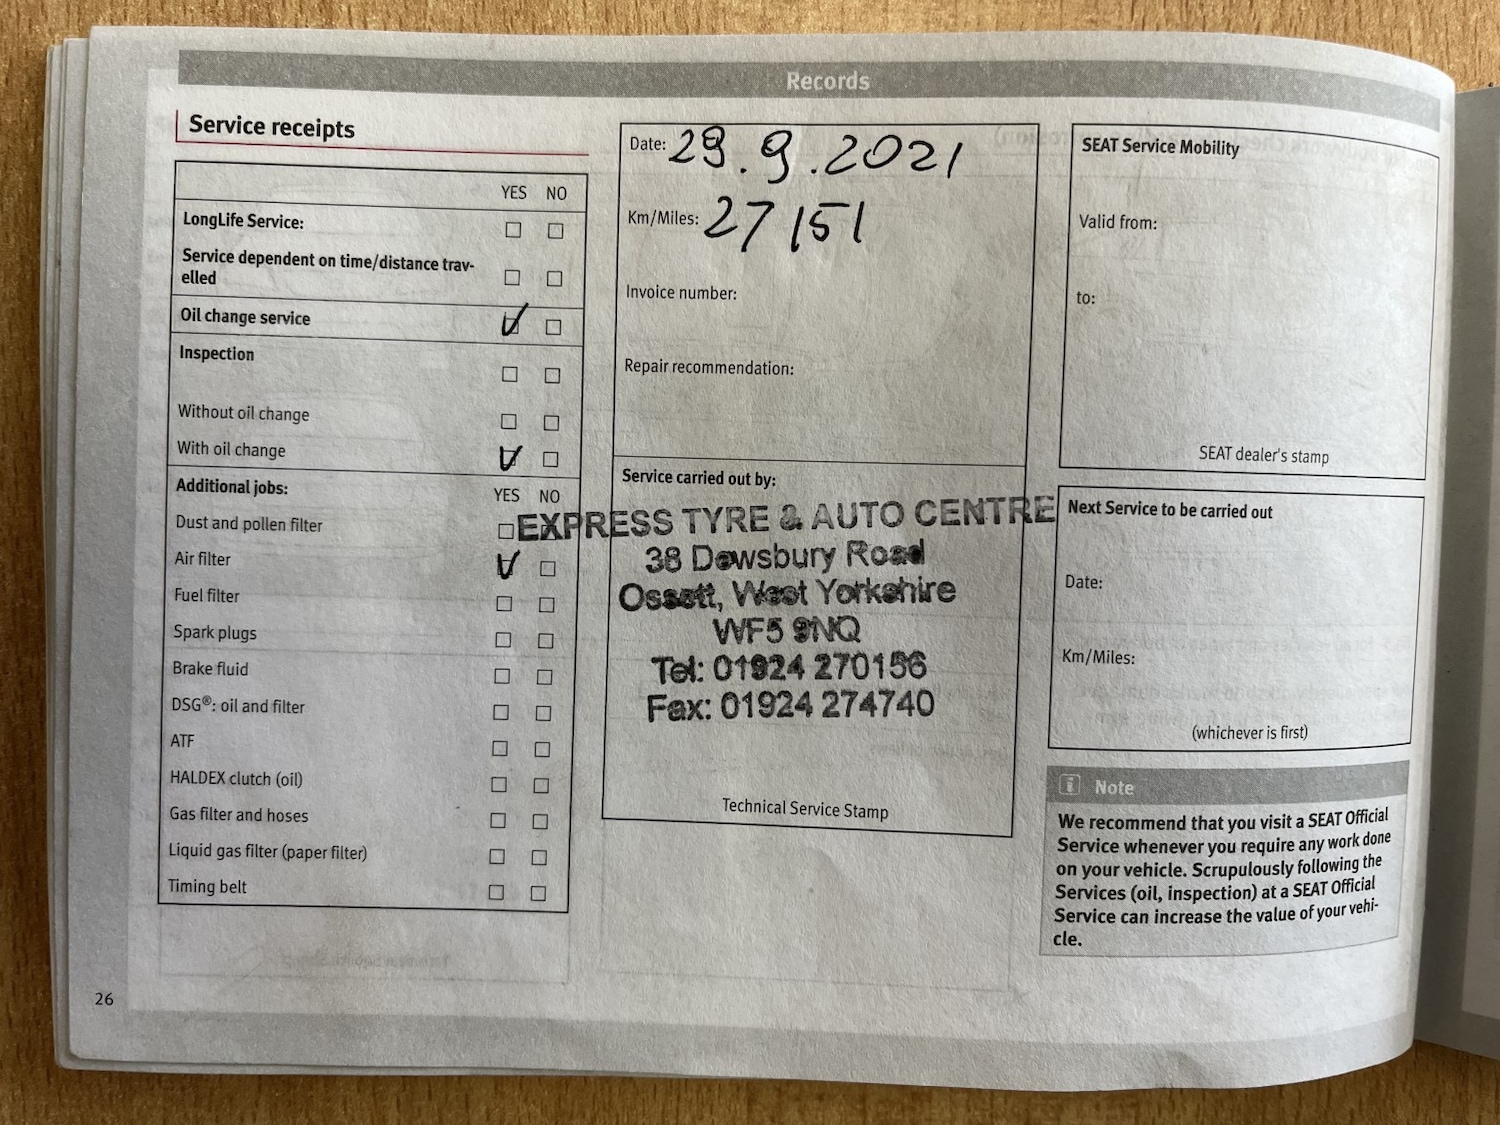 Records
Service receipts
YES NO
LongLife Service:
Service dependent on time/distance trav-
elled
Oil change service
Inspection
Without oil change
With oil change
Additional jobs: YES NO
Dust and pollen filter
Air filter
Fuel filter
Spark plugs
Brake fluid
DSG®: oil and filter
ATF
HALDEX clutch (oil)
Gas filter and hoses
Liquid gas filter (paper filter)
Timing belt
26
Date: 29.9.2021
Km/Miles: 27151
Invoice number:
Repair recommendation:
Service carried out by:
EXPRESS TYRE & AUTO CENTRE
38 Dewsbury Road
Ossett, West Yorkshire
WF5 9NQ
Tel: 01924 270156
Fax: 01924 274740
Technical Service Stamp
SEAT Service Mobility
Valid from:
to:
SEAT dealer's stamp
Next Service to be carried out
Date:
Km/Miles:
(whichever is first)
i Note
We recommend that you visit a SEAT Official
Service whenever you require any work done
on your vehicle. Scrupulously following the
Services (oil, inspection) at a SEAT Official
Service can increase the value of your vehi-
cle.